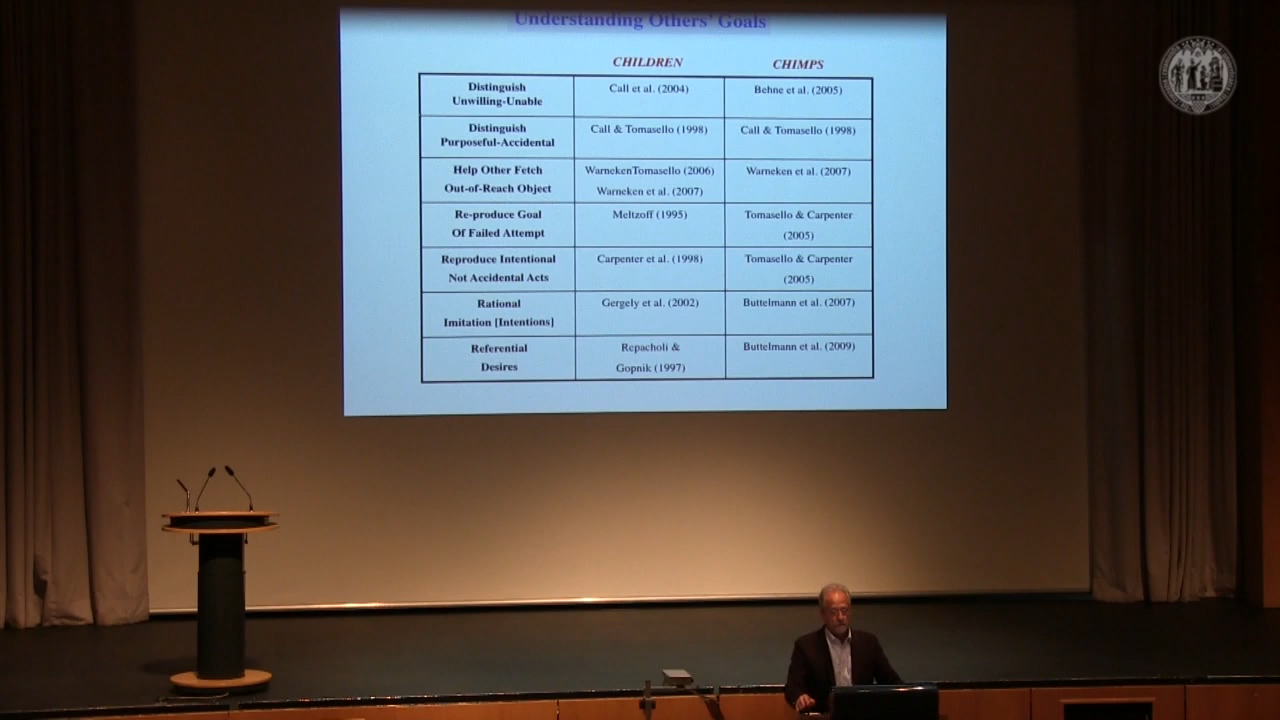 Understanding Others' Goals
CHILDREN CHIMPS
Distinguish
Unwilling-Unable
Call et al. (2004)
Behne et al. (2005)
Distinguish
Purposeful-Accidental
Call & Tomasello (1998)
Call & Tomasello (1998)
Help Other Fetch
Out-of-Reach Object
WarnekenTomasello (2006)
Warneken et al. (2007)
Warneken et al. (2007)
Re-produce Goal
Of Failed Attempt
Meltzoff (1995)
Tomasello & Carpenter
(2005)
Reproduce Intentional
Not Accidental Acts
Carpenter et al. (1998)
Tomasello & Carpenter
(2005)
Rational
Imitation [Intentions]
Gergely et al. (2002)
Buttelmann et al. (2007)
Referential
Desires
Repacholi &
Gopnik (1997)
Buttelmann et al. (2009)